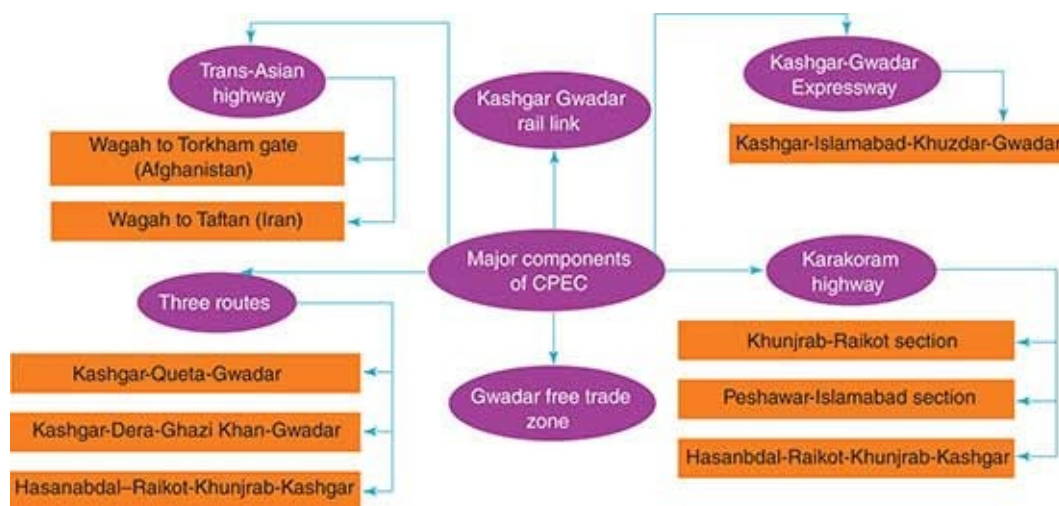 Trans-Asian
highway
Wagah to Torkham gate
(Afghanistan)
Wagah to Taftan (Iran)
Kashgar Gwadar
rail link
Kashgar-Gwadar
Expressway
Kashgar-Islamabad-Khuzdar-Gwadar
Major components
of CPEC
Three routes
Kashgar-Queta-Gwadar
Kashgar-Dera-Ghazi Khan-Gwadar
Hasanabdal–Raikot-Khunjrab-Kashgar
Gwadar free trade
zone
Karakoram
highway
Khunjrab-Raikot section
Peshawar-Islamabad section
Hasanbdal-Raikot-Khunjrab-Kashgar